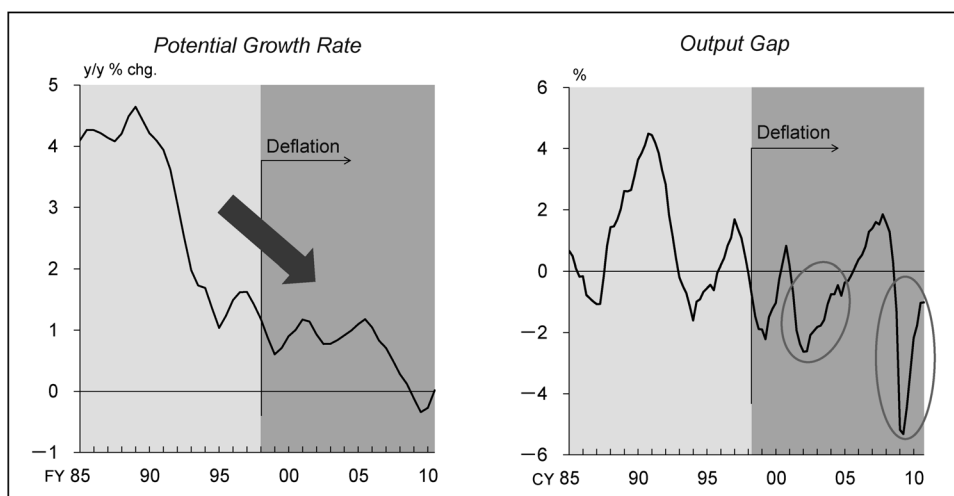 Potential Growth Rate
y/y % chg.
5
4
3
2
1
0
−1
Deflation
FY 85 90 95 00 05 10
Output Gap
%
6
4
2
0
−2
−4
−6
Deflation
CY 85 90 95 00 05 10